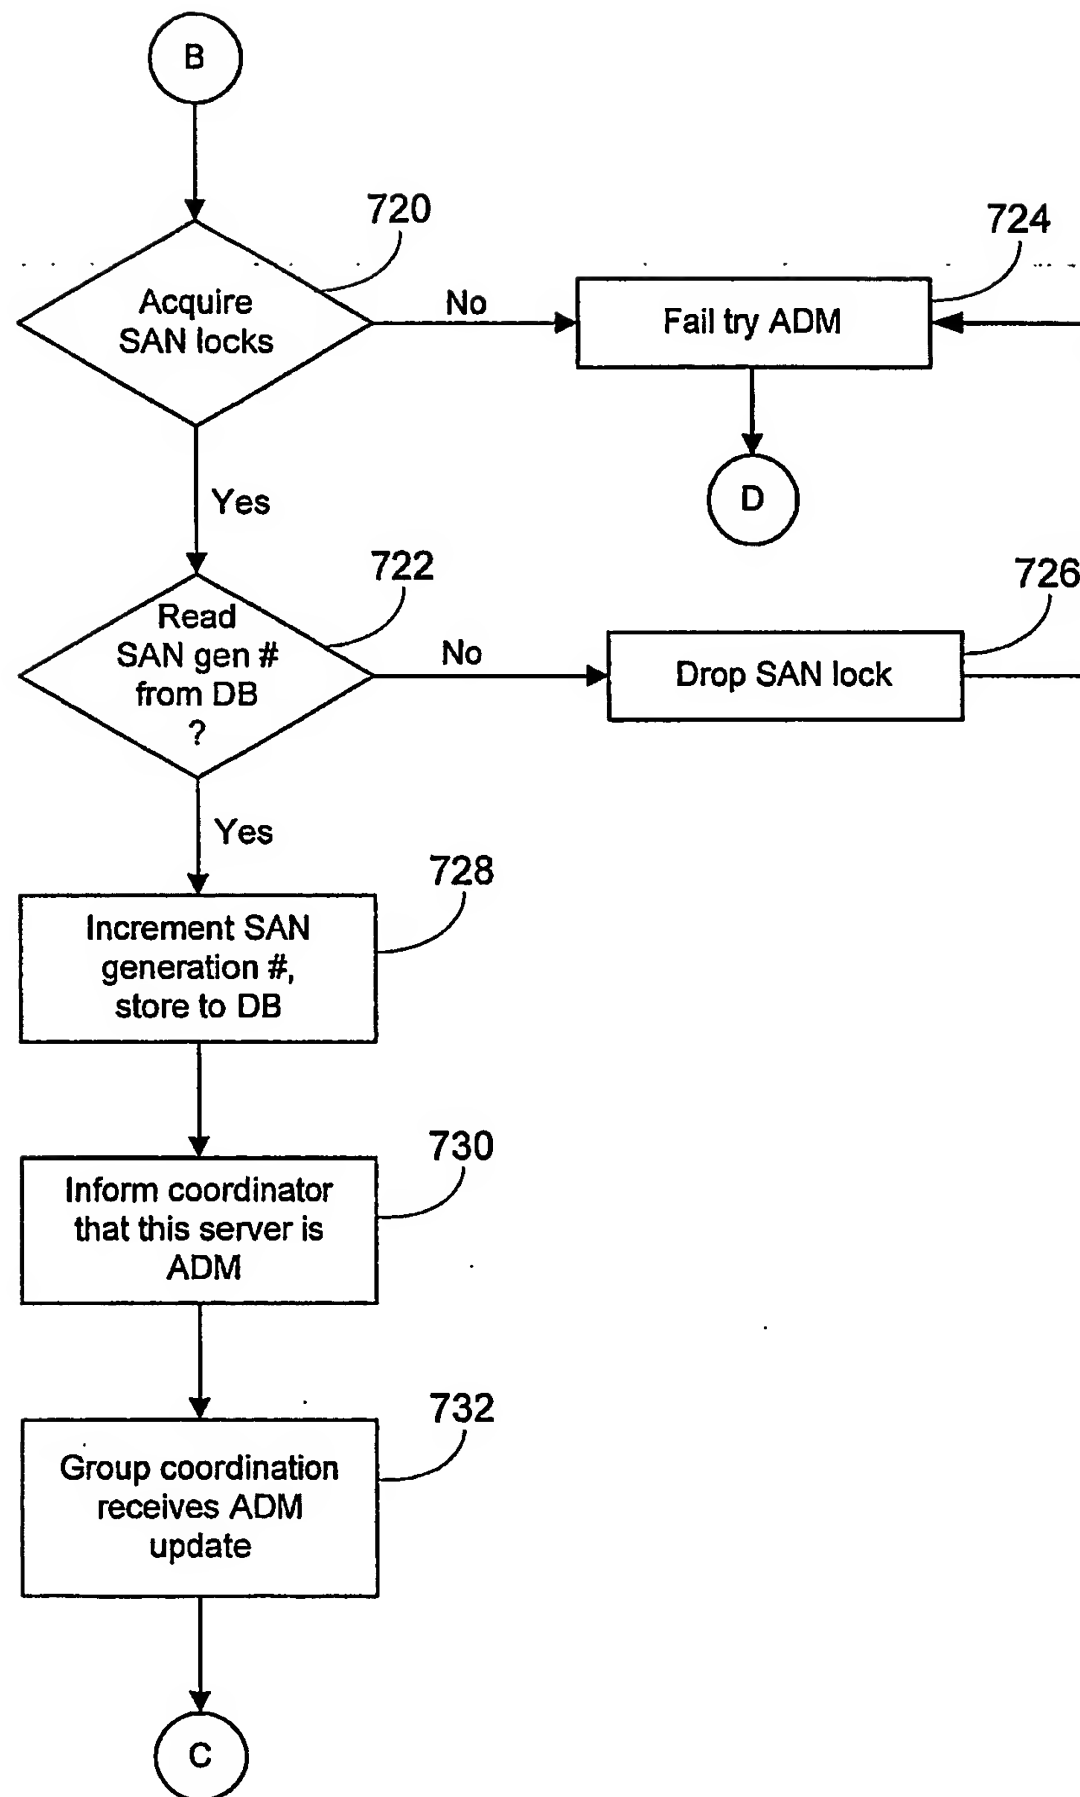 B
720
Acquire
SAN locks
No
724
Fail try ADM
D
Yes
722
Read
SAN gen #
from DB
?
No
726
Drop SAN lock
Yes
728
Increment SAN
generation #,
store to DB
730
Inform coordinator
that this server is
ADM
732
Group coordination
receives ADM
update
C